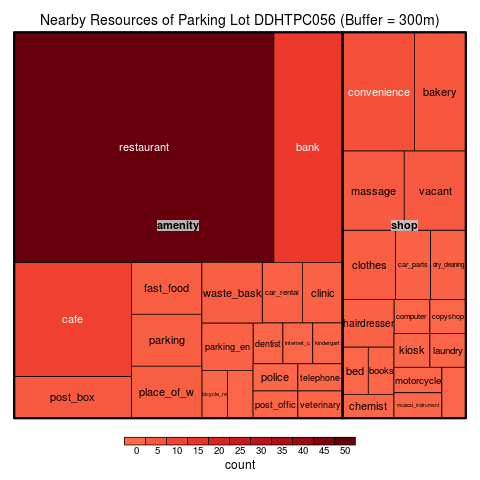 Nearby Resources of Parking Lot DDHTPC056 (Buffer = 300m)
restaurant
bank
convenience
bakery
massage
vacant
amenity
shop
cafe
fast_food
waste_bask
car_rental
clinic
clothes
car_parts
dry_cleaning
parking
parking_en
dentist
internet_c
kindergart
hairdresser
computer
copyshop
kiosk
laundry
post_box
place_of_w
bicycle_re
police
telephone
post_offic
veterinary
bed
books
motorcycle
chemist
musical_instrument
0 5 10 15 20 25 30 35 40 45 50
count